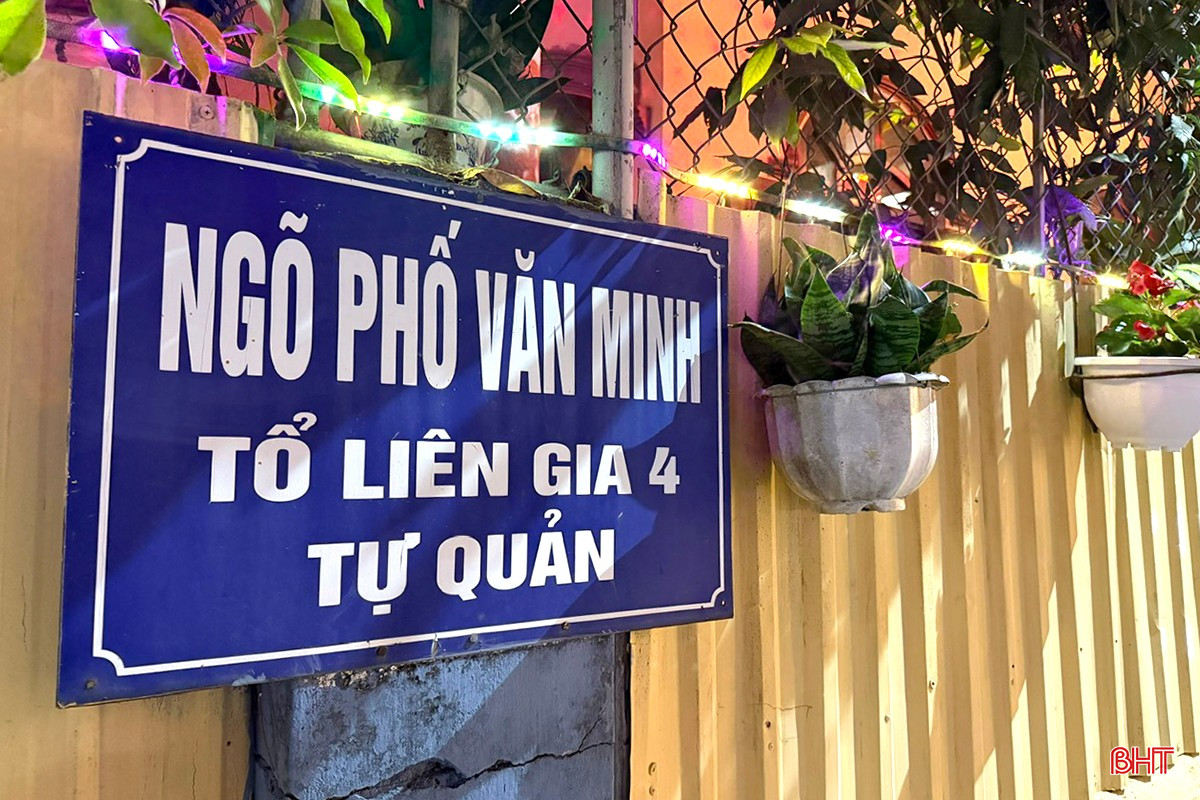 NGÕ PHỐ VĂN MINH
TỔ LIÊN GIA 4
TỰ QUẢN
BHT